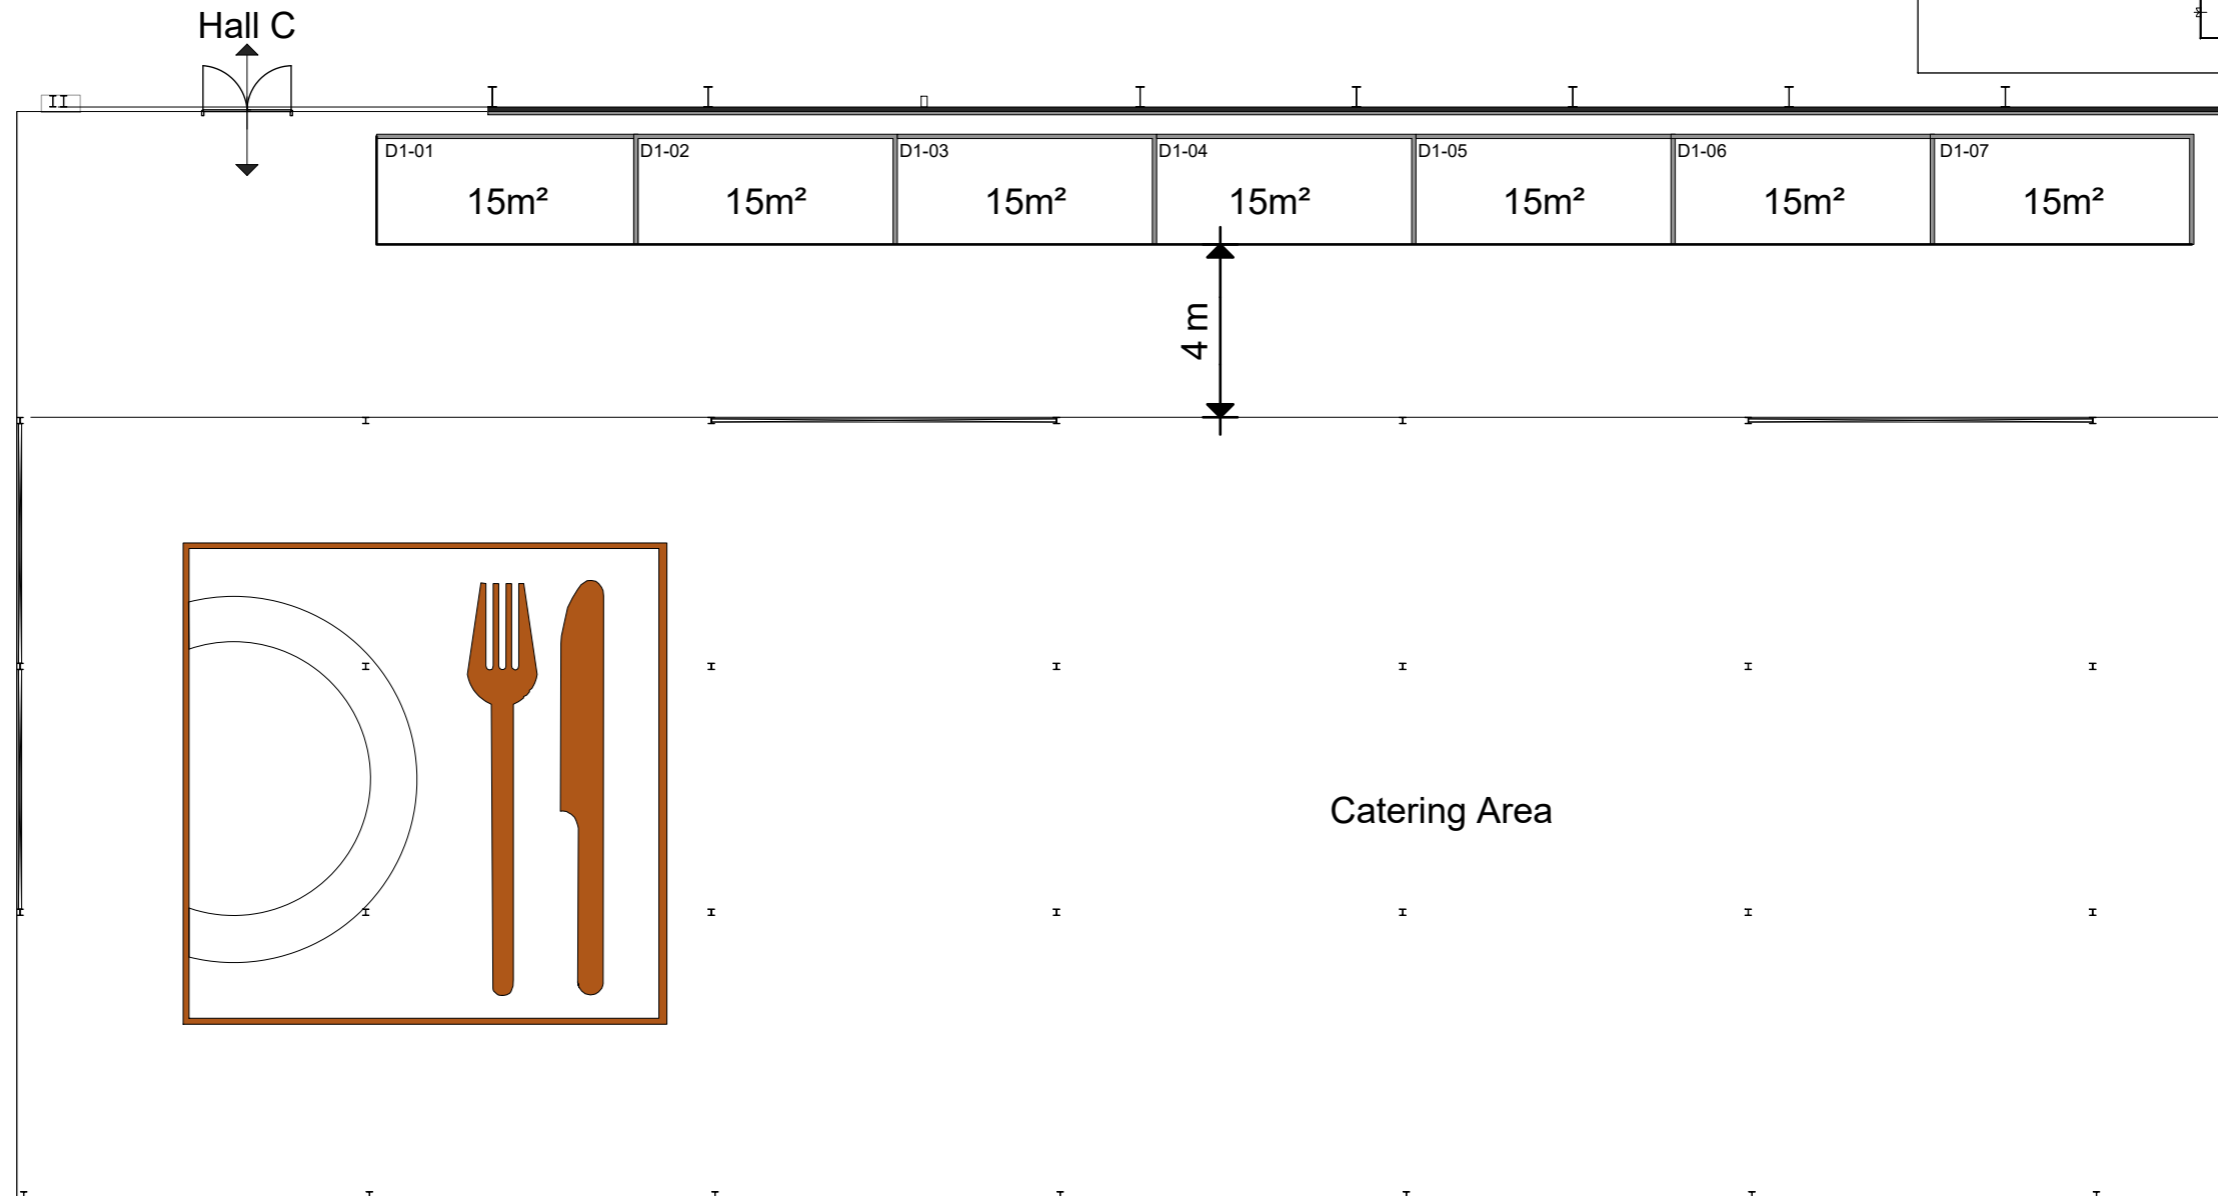 Hall C
D1-01
D1-02
D1-03
D1-04
D1-05
D1-06
D1-07
15m²
15m²
15m²
15m²
15m²
15m²
15m²
4 m
Catering Area